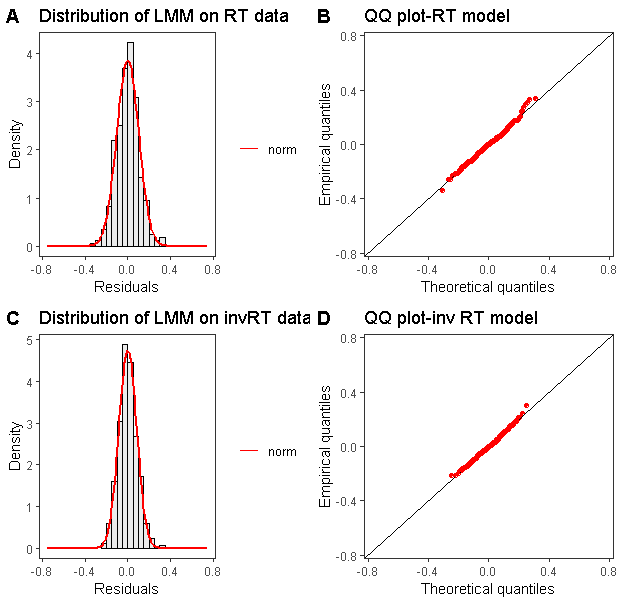 A Distribution of LMM on RT data
4
3
2
1
0
Density
-0.8 -0.4 0.0 0.4 0.8
Residuals
norm
B QQ plot-RT model
0.8
0.4
0.0
-0.4
-0.8
Empirical quantiles
-0.8 -0.4 0.0 0.4 0.8
Theoretical quantiles
C Distribution of LMM on invRT data
5
4
3
2
1
0
Density
-0.8 -0.4 0.0 0.4 0.8
Residuals
norm
D QQ plot-inv RT model
0.8
0.4
0.0
-0.4
-0.8
Empirical quantiles
-0.8 -0.4 0.0 0.4 0.8
Theoretical quantiles